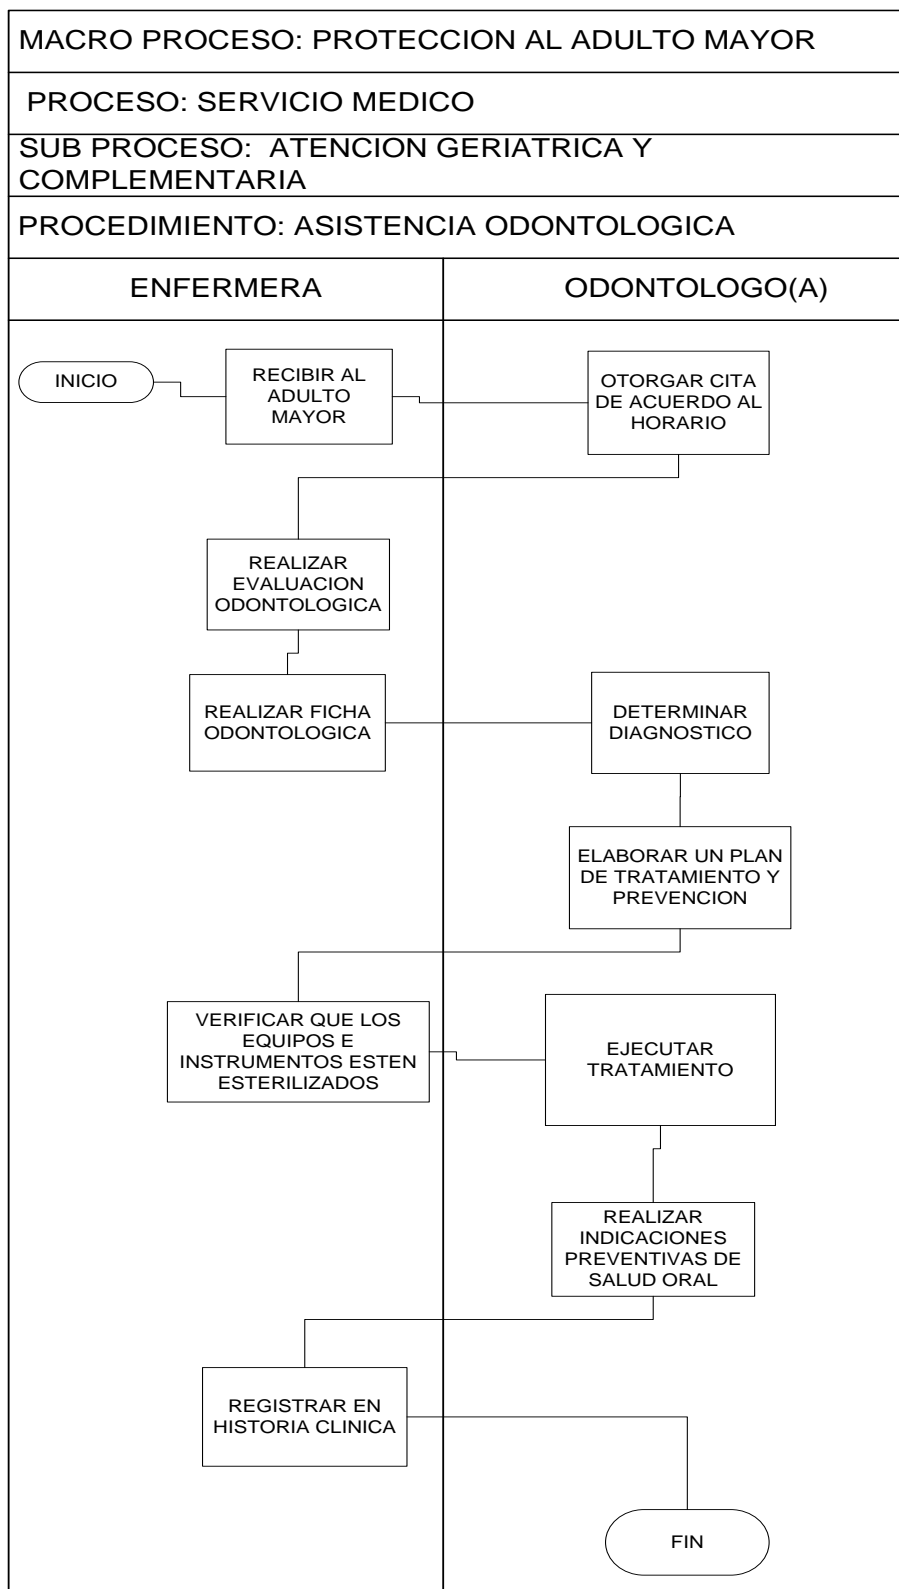 MACRO PROCESO: PROTECCION AL ADULTO MAYOR
PROCESO: SERVICIO MEDICO
SUB PROCESO:  ATENCION GERIATRICA Y
COMPLEMENTARIA
PROCEDIMIENTO: ASISTENCIA ODONTOLOGICA
ENFERMERA
ODONTOLOGO(A)
INICIO
RECIBIR AL
ADULTO
MAYOR
OTORGAR CITA
DE ACUERDO AL
HORARIO
REALIZAR
EVALUACION
ODONTOLOGICA
REALIZAR FICHA
ODONTOLOGICA
DETERMINAR
DIAGNOSTICO
ELABORAR UN PLAN
DE TRATAMIENTO Y
PREVENCION
VERIFICAR QUE LOS
EQUIPOS E
INSTRUMENTOS ESTEN
ESTERILIZADOS
EJECUTAR
TRATAMIENTO
REALIZAR
INDICACIONES
PREVENTIVAS DE
SALUD ORAL
REGISTRAR EN
HISTORIA CLINICA
FIN